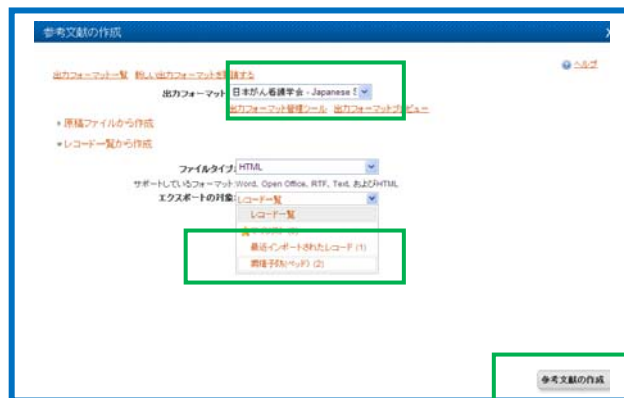 参考文献の作成
X
ヘルプ
出力フォーマット一覧 新しい出力フォーマットを
する
出力フォーマット 日本がん看護学会 - Japanese S
出力フォーマット管理ツール 出力フォーマットプレビュー
原稿ファイルから作成
レコード一覧から作成
ファイルタイプ: HTML
サポートしているフォーマット:Word, Open Office, RTF, Text, およびHTML
エクスポートの対象: レコード一覧
レコード一覧
最近インポートされたレコード (1)
(2)
参考文献の作成